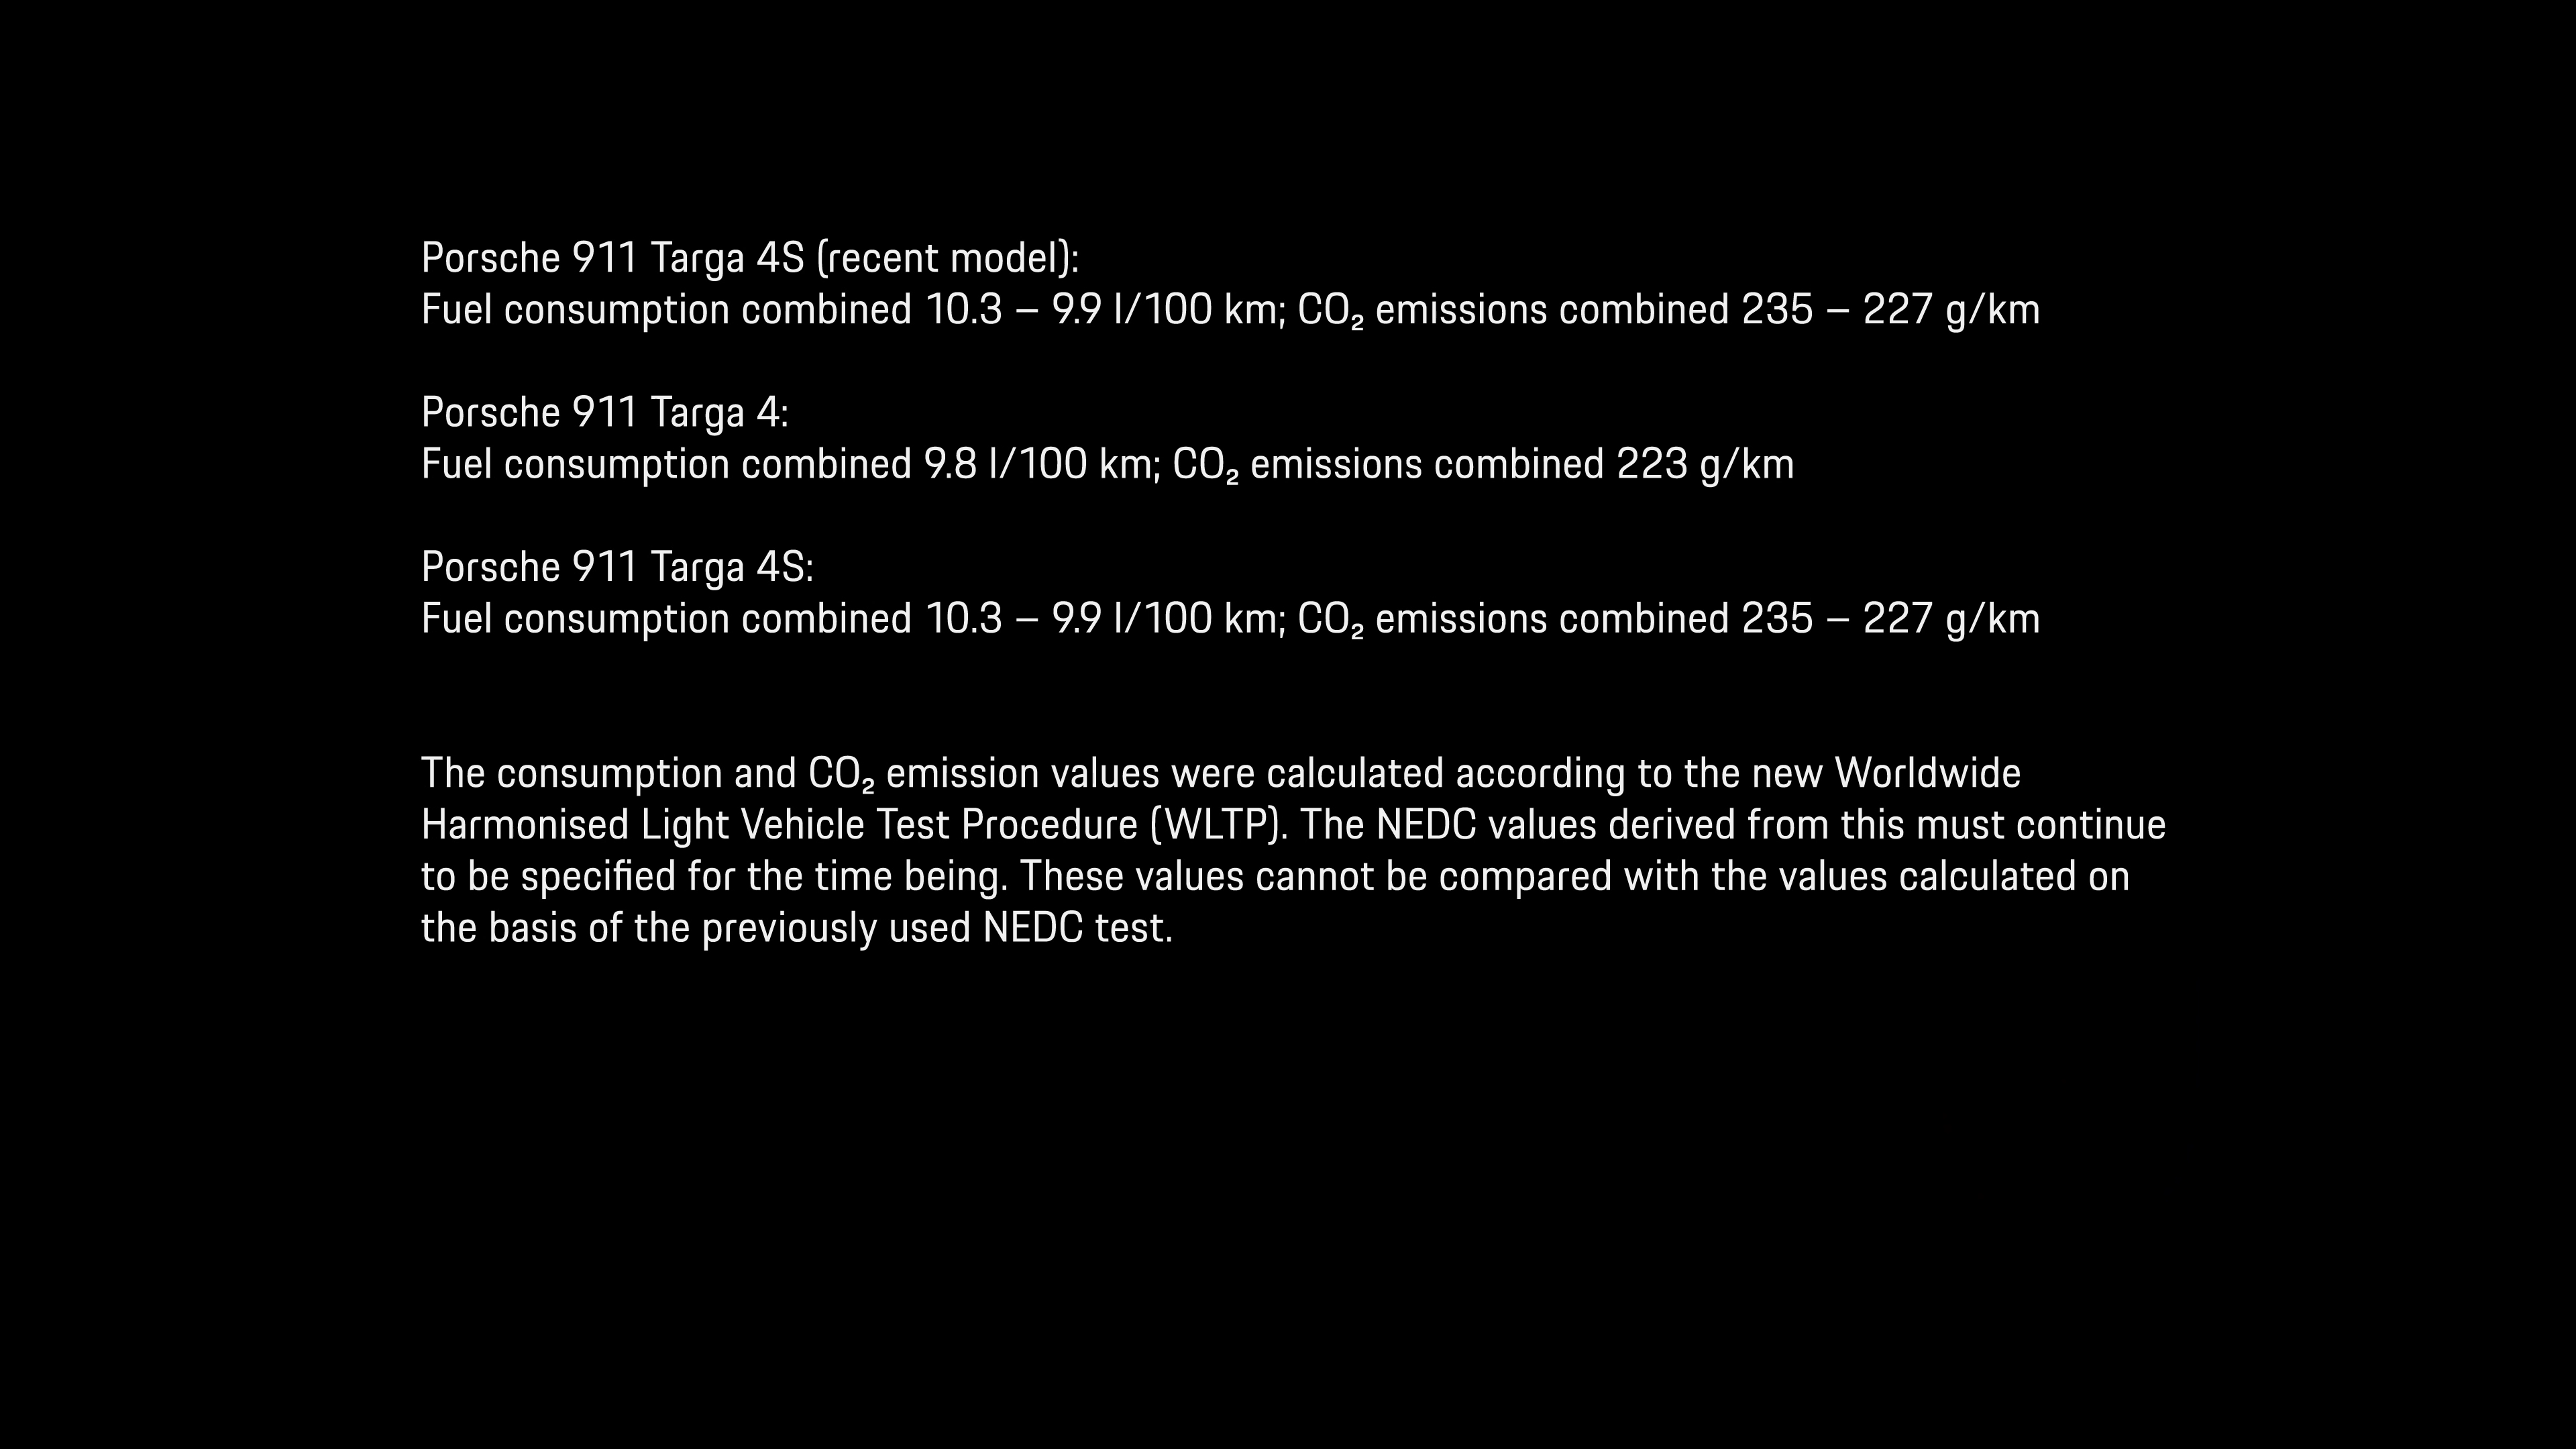 Porsche 911 Targa 4S (recent model):
Fuel consumption combined 10.3 – 9.9 l/100 km; CO₂ emissions combined 235 – 227 g/km
Porsche 911 Targa 4:
Fuel consumption combined 9.8 l/100 km; CO₂ emissions combined 223 g/km
Porsche 911 Targa 4S:
Fuel consumption combined 10.3 – 9.9 l/100 km; CO₂ emissions combined 235 – 227 g/km
The consumption and CO₂ emission values were calculated according to the new Worldwide
Harmonised Light Vehicle Test Procedure (WLTP). The NEDC values derived from this must continue
to be specified for the time being. These values cannot be compared with the values calculated on
the basis of the previously used NEDC test.